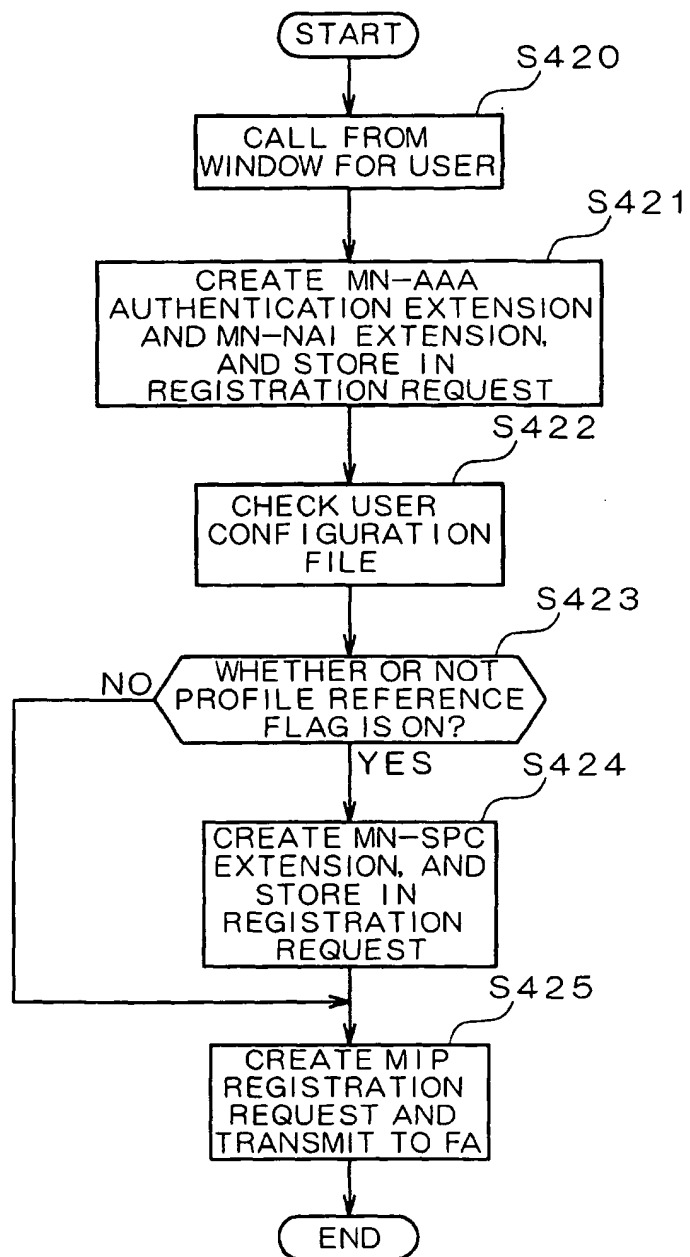 START
S420
CALL FROM
WINDOW FOR USER
S421
CREATE MN-AAA
AUTHENTICATION EXTENSION
AND MN-NAI EXTENSION,
AND STORE IN
REGISTRATION REQUEST
S422
CHECK USER
CONFIGURATION
FILE
S423
WHETHER OR NOT
PROFILE REFERENCE
FLAG IS ON?
NO
YES
S424
CREATE MN-SPC
EXTENSION, AND
STORE IN
REGISTRATION
REQUEST
S425
CREATE MIP
REGISTRATION
REQUEST AND
TRANSMIT TO FA
END